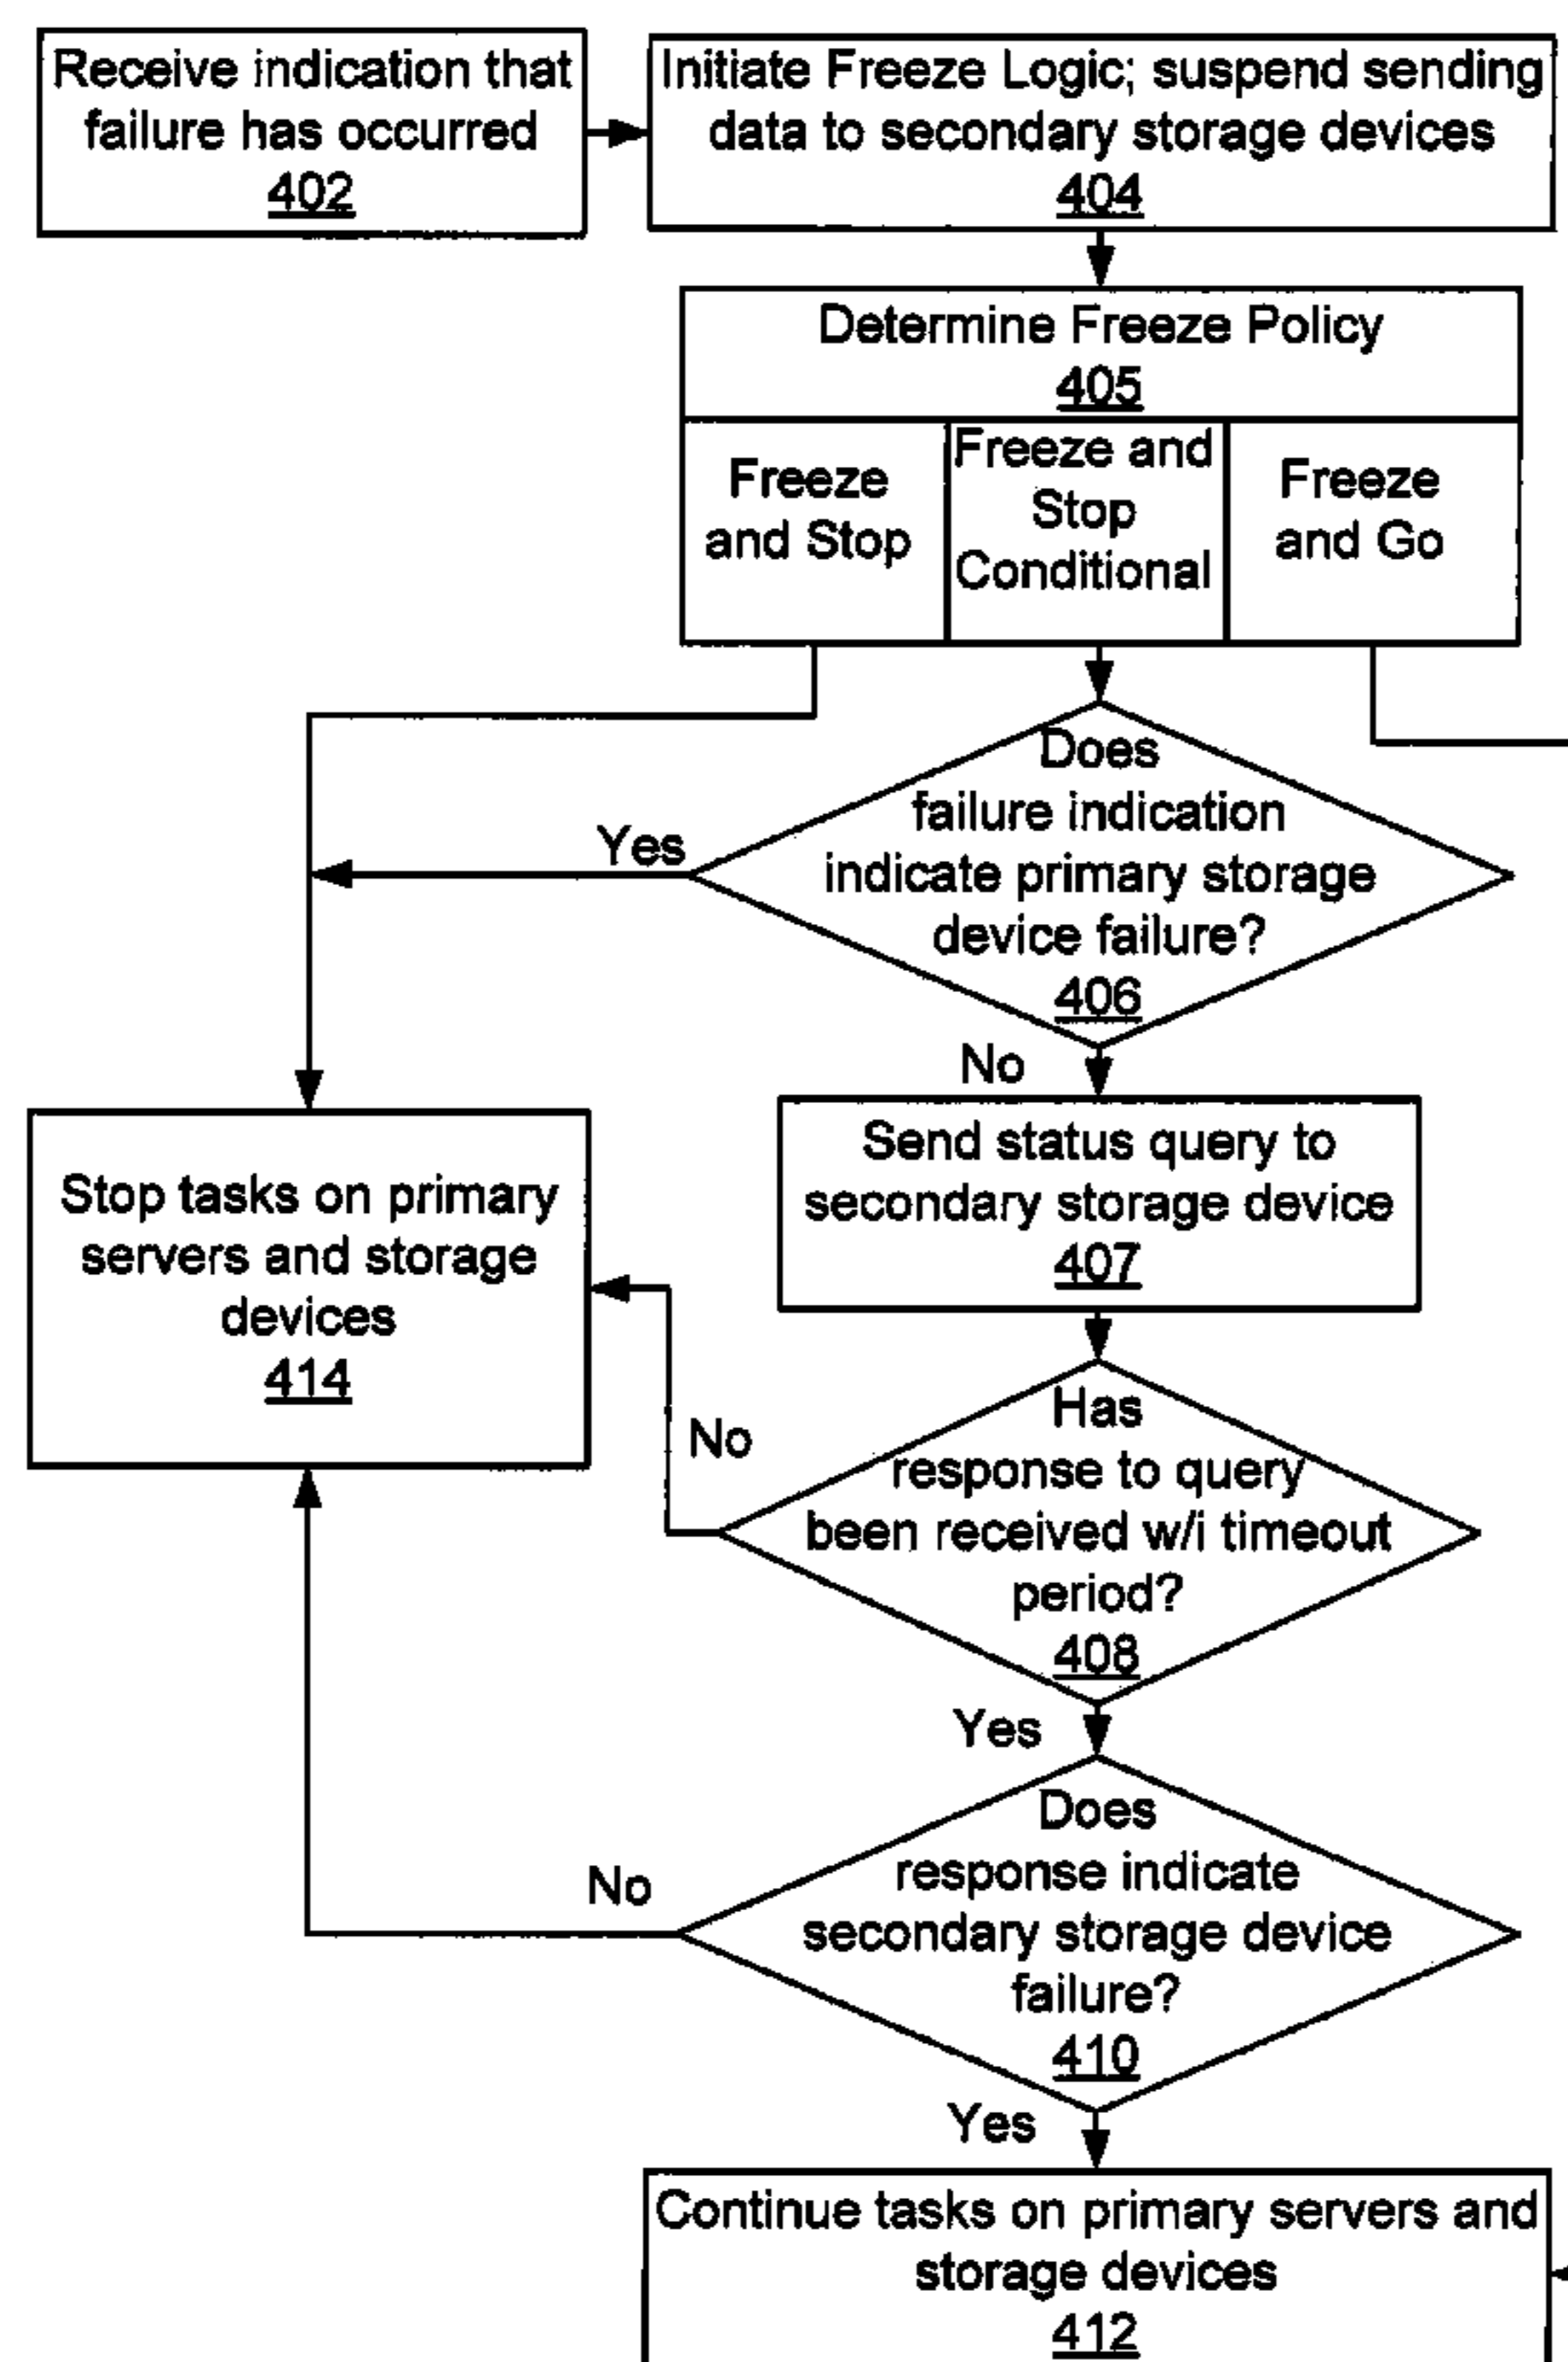 Receive indication that
failure has occurred
402
Initiate Freeze Logic; suspend sending
data to secondary storage devices
404
Determine Freeze Policy
405
Freeze
and Stop
Freeze and
Stop
Conditional
Freeze
and Go
Does
failure indication
indicate primary storage
device failure?
406
Yes
No
Send status query to
secondary storage device
407
Stop tasks on primary
servers and storage
devices
414
Has
response to query
been received w/i timeout
period?
408
No
Yes
Does
response indicate
secondary storage device
failure?
410
No
Yes
Continue tasks on primary servers and
storage devices
412